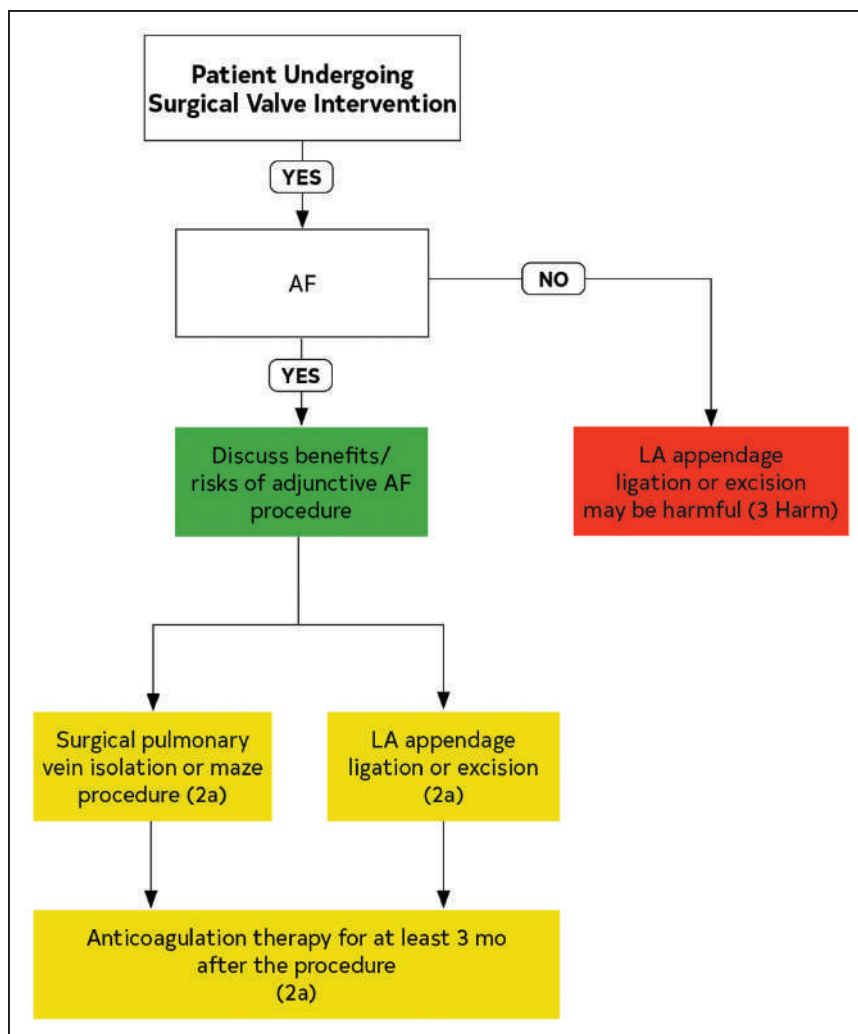 Patient Undergoing
Surgical Valve Intervention
YES
AF
NO
YES
Discuss benefits/
risks of adjunctive AF
procedure
LA appendage
ligation or excision
may be harmful (3 Harm)
Surgical pulmonary
vein isolation or maze
procedure (2a)
LA appendage
ligation or excision
(2a)
Anticoagulation therapy for at least 3 mo
after the procedure
(2a)